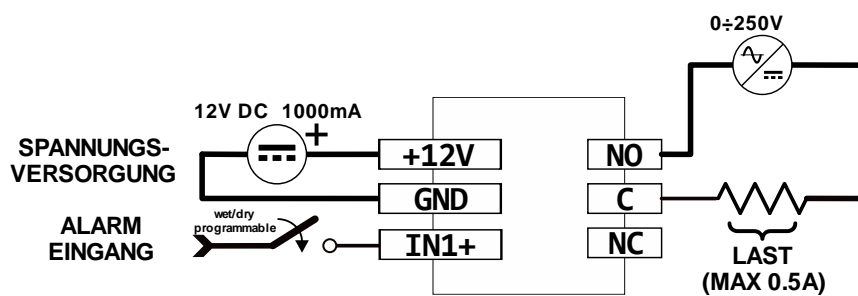 0÷250V
12V DC 1000mA
+
SPANNUNGS-
VERSORGUNG
+12V
NO
GND
C
ALARM
EINGANG
wet/dry
programmable
IN1+
NC
LAST
(MAX 0.5A)